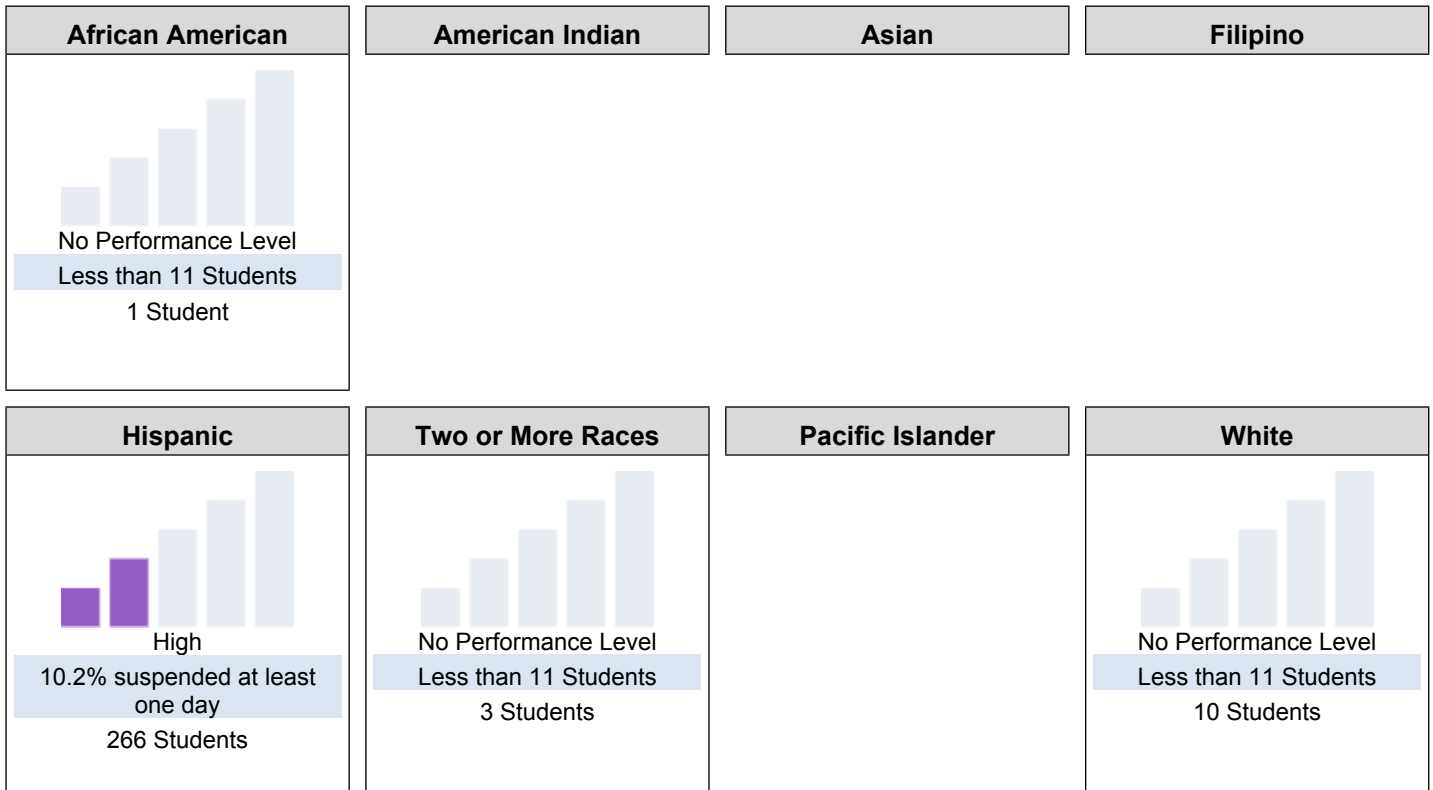 African American
American Indian
Asian
Filipino
No Performance Level
Less than 11 Students
1 Student
Hispanic
Two or More Races
Pacific Islander
White
High
10.2% suspended at least
one day
266 Students
No Performance Level
Less than 11 Students
3 Students
No Performance Level
Less than 11 Students
10 Students